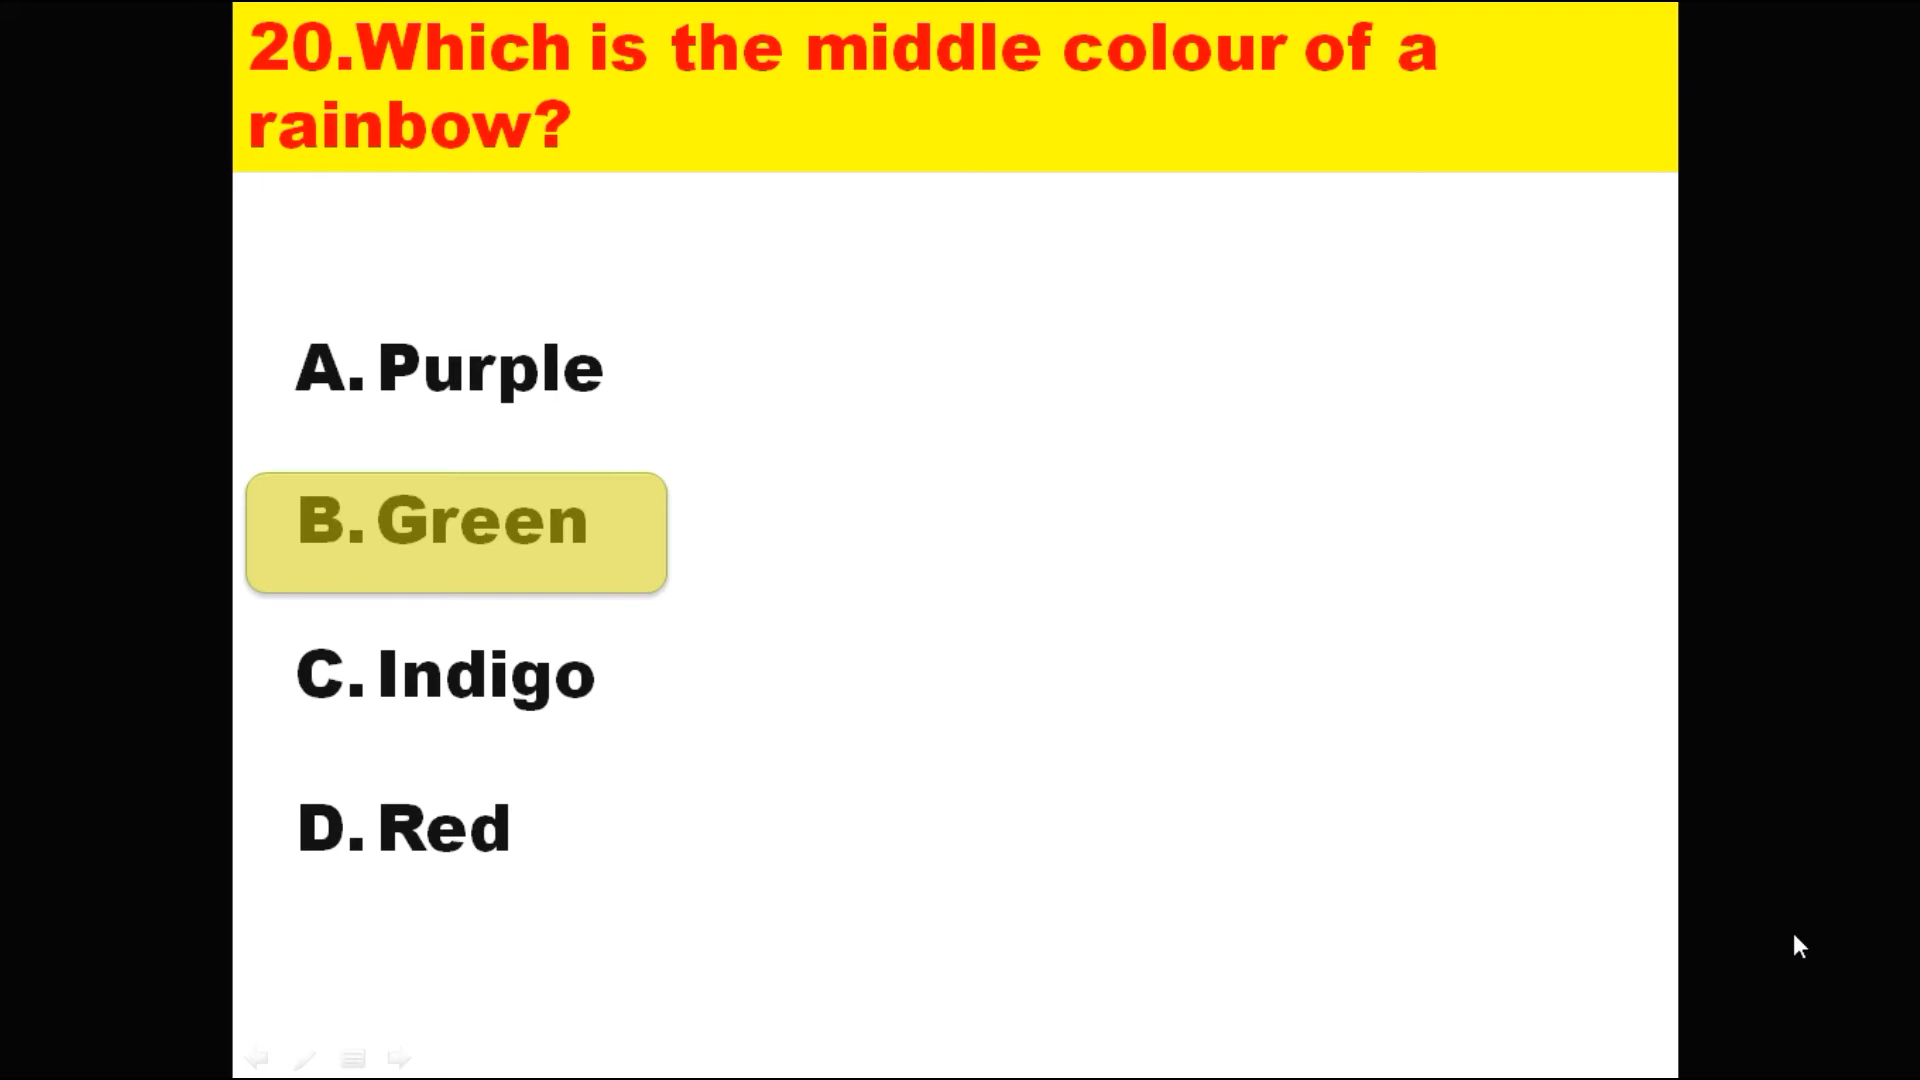 20.Which is the middle colour of a
rainbow?
A. Purple
B. Green
C. Indigo
D. Red